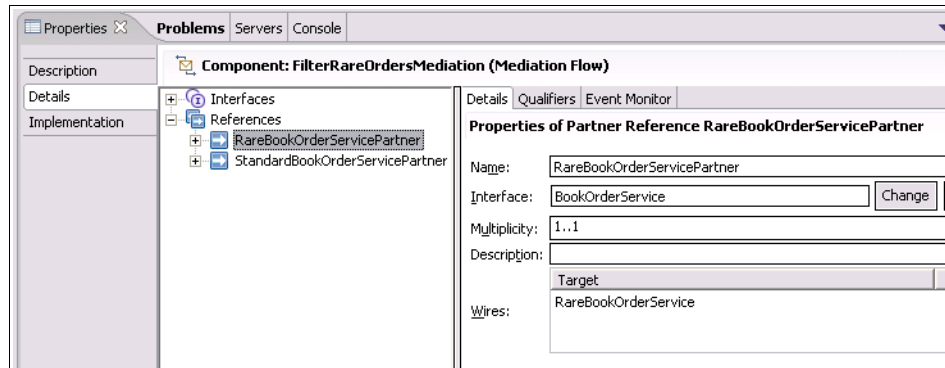 Properties Problems Servers Console
Component: FilterRareOrdersMediation (Mediation Flow)
Description
Details
Implementation
Interfaces
References
RareBookOrderServicePartner
StandardBookOrderServicePartner
Details Qualifiers Event Monitor
Properties of Partner Reference RareBookOrderServicePartner
Name: RareBookOrderServicePartner
Interface: BookOrderService Change
Multiplicity: 1..1
Description:
Target
Wires: RareBookOrderService